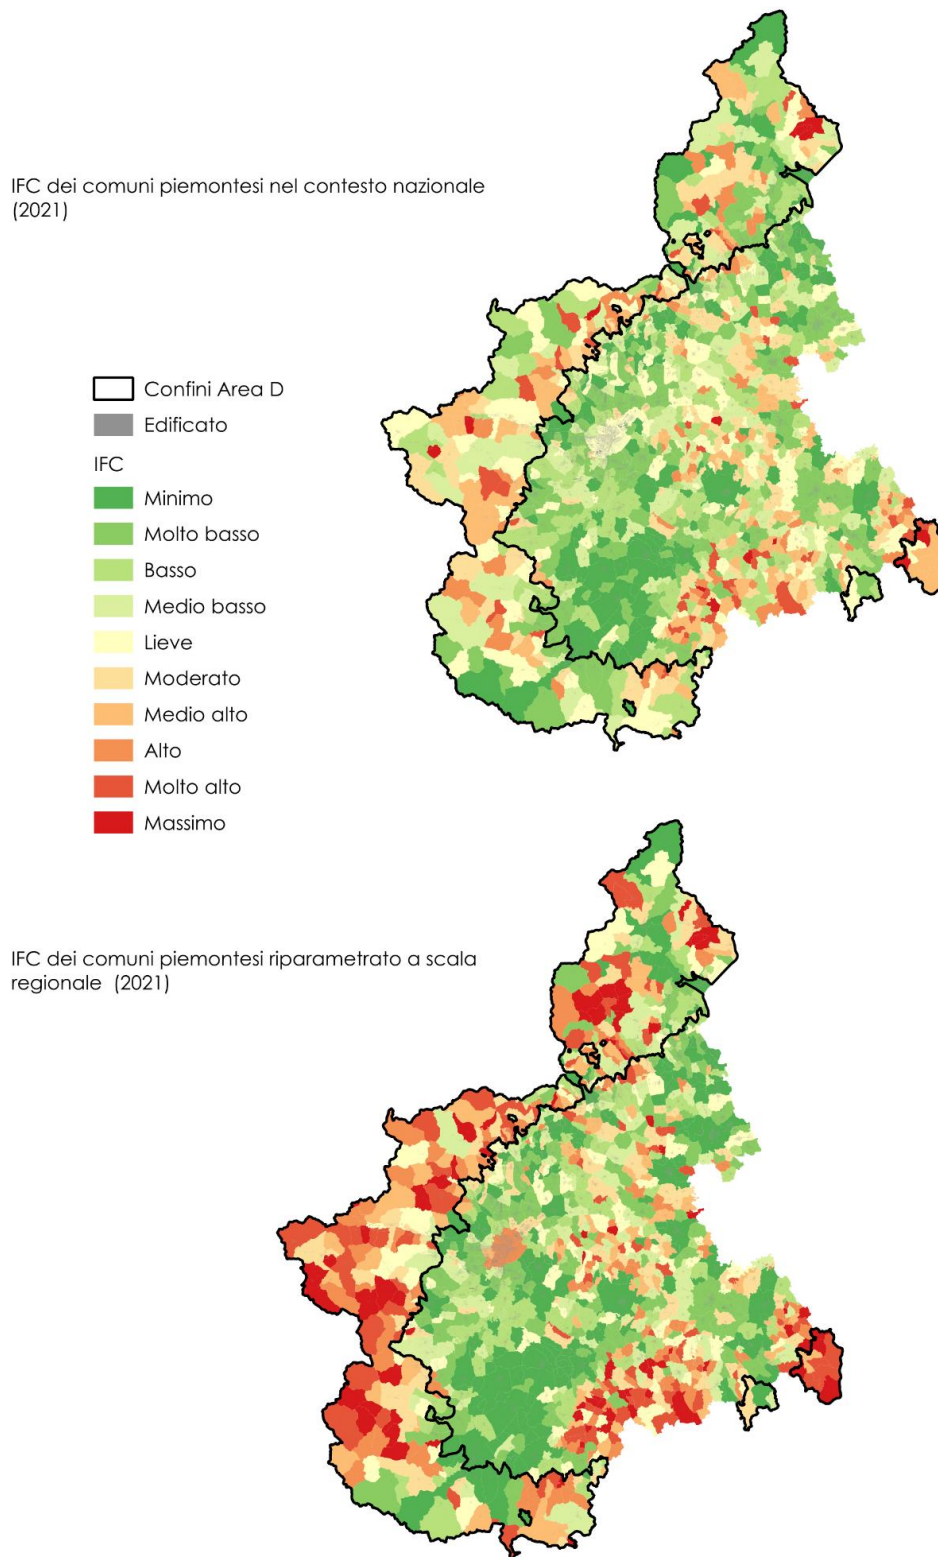 IFC dei comuni piemontesi nel contesto nazionale
(2021)
Confini Area D
Edificato
IFC
Minimo
Molto basso
Basso
Medio basso
Lieve
Moderato
Medio alto
Alto
Molto alto
Massimo
IFC dei comuni piemontesi riparametrato a scala
regionale (2021)